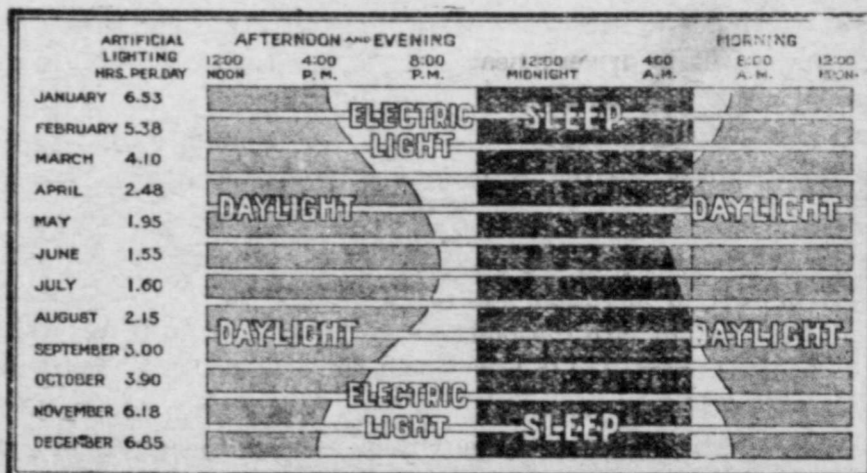 ARTIFICIAL LIGHTING HRS. PER. DAY
AFTERNOON AND EVENING
MORNING
12:00 NOON
4:00 P. M.
8:00 P. M.
12:00 MIDNIGHT
4:00 A.M.
8:00 A. M.
12:00 NOON
JANUARY 6.53
FEBRUARY 5.38
MARCH 4.10
APRIL 2.48
MAY 1.95
JUNE 1.55
JULY 1.60
AUGUST 2.15
SEPTEMBER 3.00
OCTOBER 3.90
NOVEMBER 6.18
DECEMBER 6.85
ELECTRIC LIGHT
SLEEP
DAYLIGHT
DAYLIGHT
DAYLIGHT
DAYLIGHT
ELECTRIC LIGHT
SLEEP